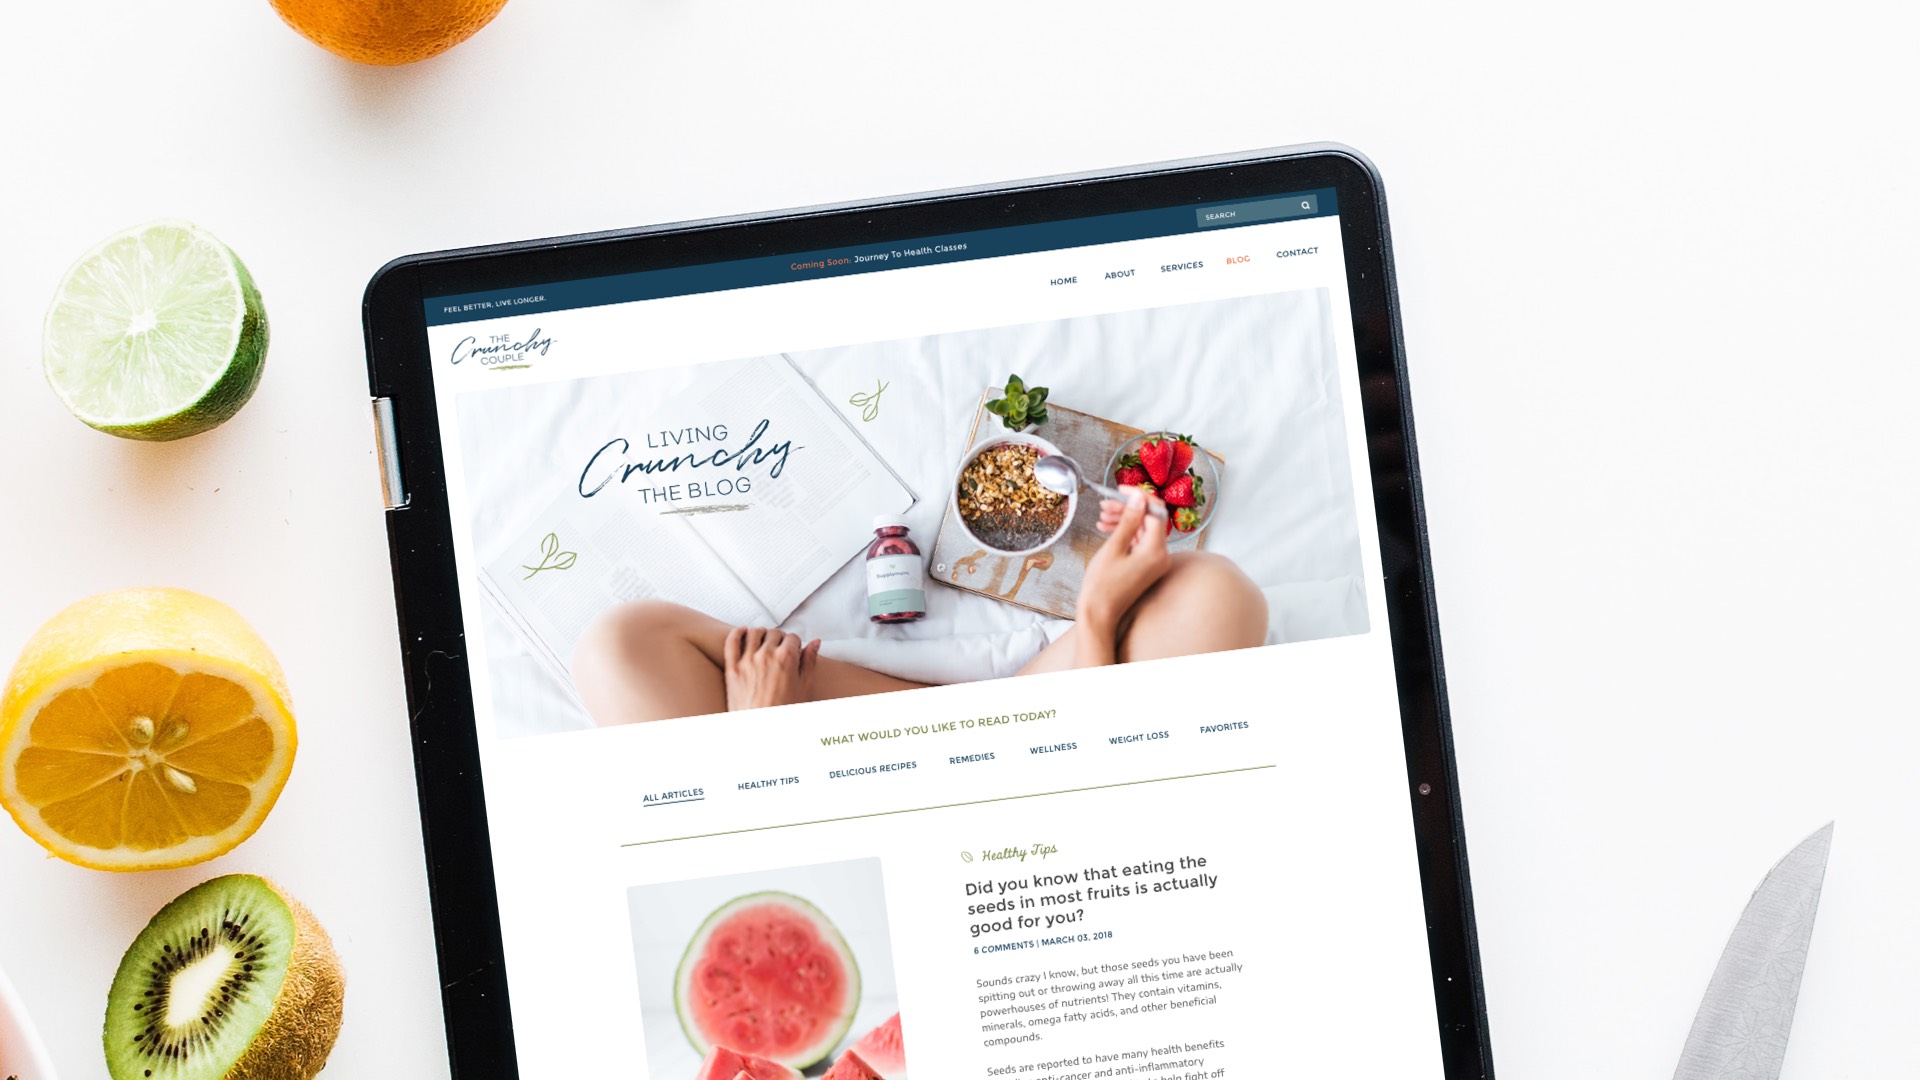 FEEL BETTER, LIVE LONGER.
Coming Soon: Journey To Health Classes
SEARCH
THE
Crunchy
COUPLE
HOME
ABOUT
SERVICES
BLOG
CONTACT
LIVING
Crunchy
THE BLOG
Supplements
WHAT WOULD YOU LIKE TO READ TODAY?
ALL ARTICLES
HEALTHY TIPS
DELICIOUS RECIPES
REMEDIES
WELLNESS
WEIGHT LOSS
FAVORITES
Healthy Tips
Did you know that eating the
seeds in most fruits is actually
good for you?
6 COMMENTS | MARCH 03, 2018
Sounds crazy I know, but those seeds you have been
spitting out or throwing away all this time are actually
powerhouses of nutrients! They contain vitamins,
minerals, omega fatty acids, and other beneficial
compounds.
Seeds are reported to have many health benefits
anti-cancer and anti-inflammatory
help fight off